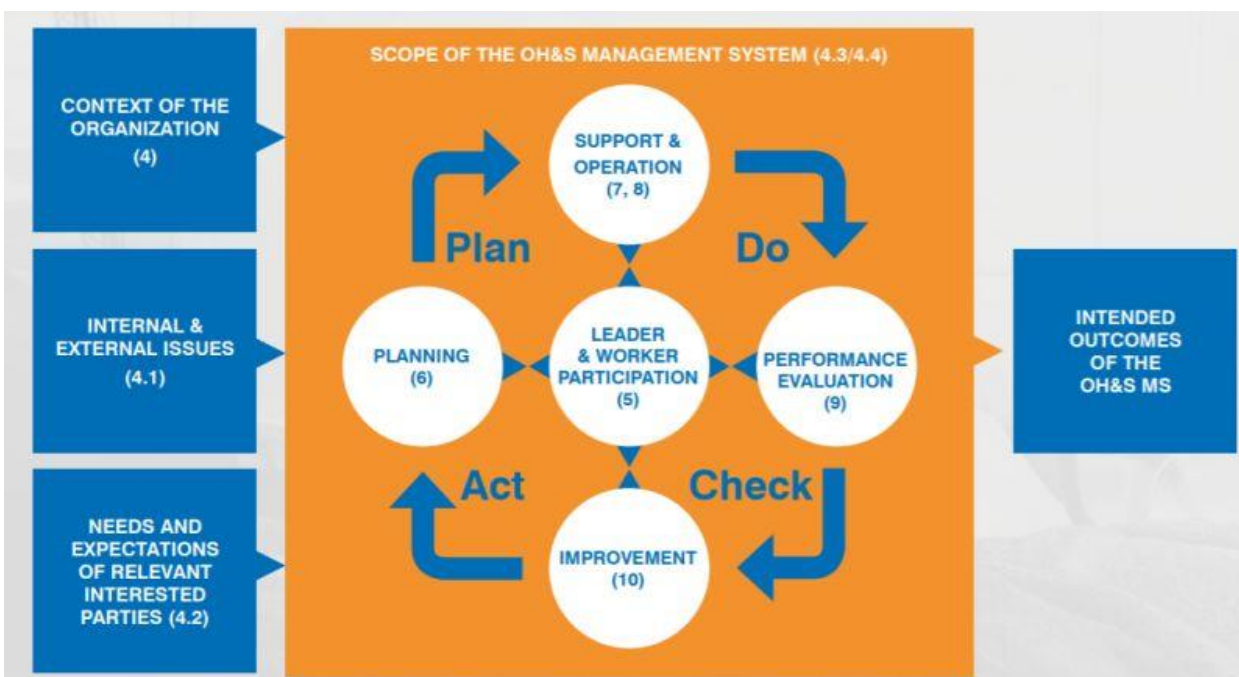 CONTEXT OF THE
ORGANIZATION
(4)
INTERNAL &
EXTERNAL ISSUES
(4.1)
NEEDS AND
EXPECTATIONS
OF RELEVANT
INTERESTED
PARTIES (4.2)
SCOPE OF THE OH&S MANAGEMENT SYSTEM (4.3/4.4)
SUPPORT &
OPERATION
(7, 8)
Plan
Do
PLANNING
(6)
LEADER
& WORKER
PARTICIPATION
(5)
PERFORMANCE
EVALUATION
(9)
Act
Check
IMPROVEMENT
(10)
INTENDED
OUTCOMES
OF THE
OH&S MS